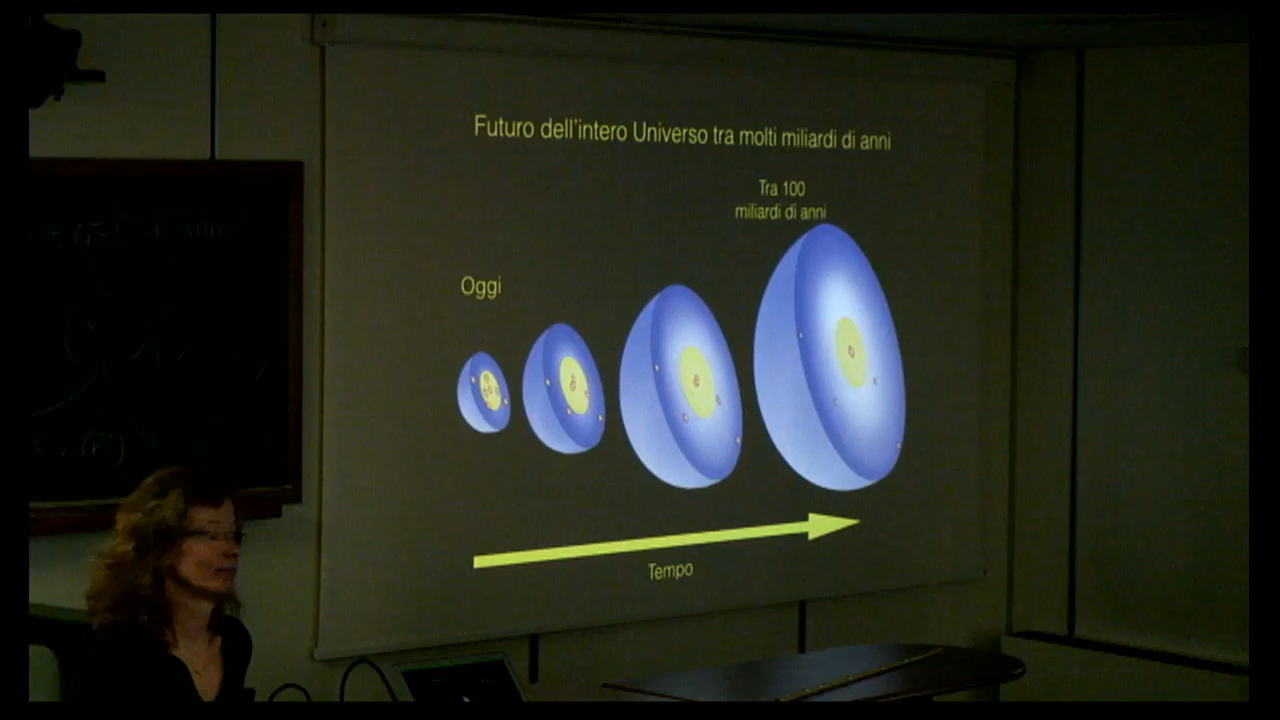 Futuro dell'intero Universo tra molti miliardi di anni
Tra 100
miliardi di anni
Oggi
Tempo